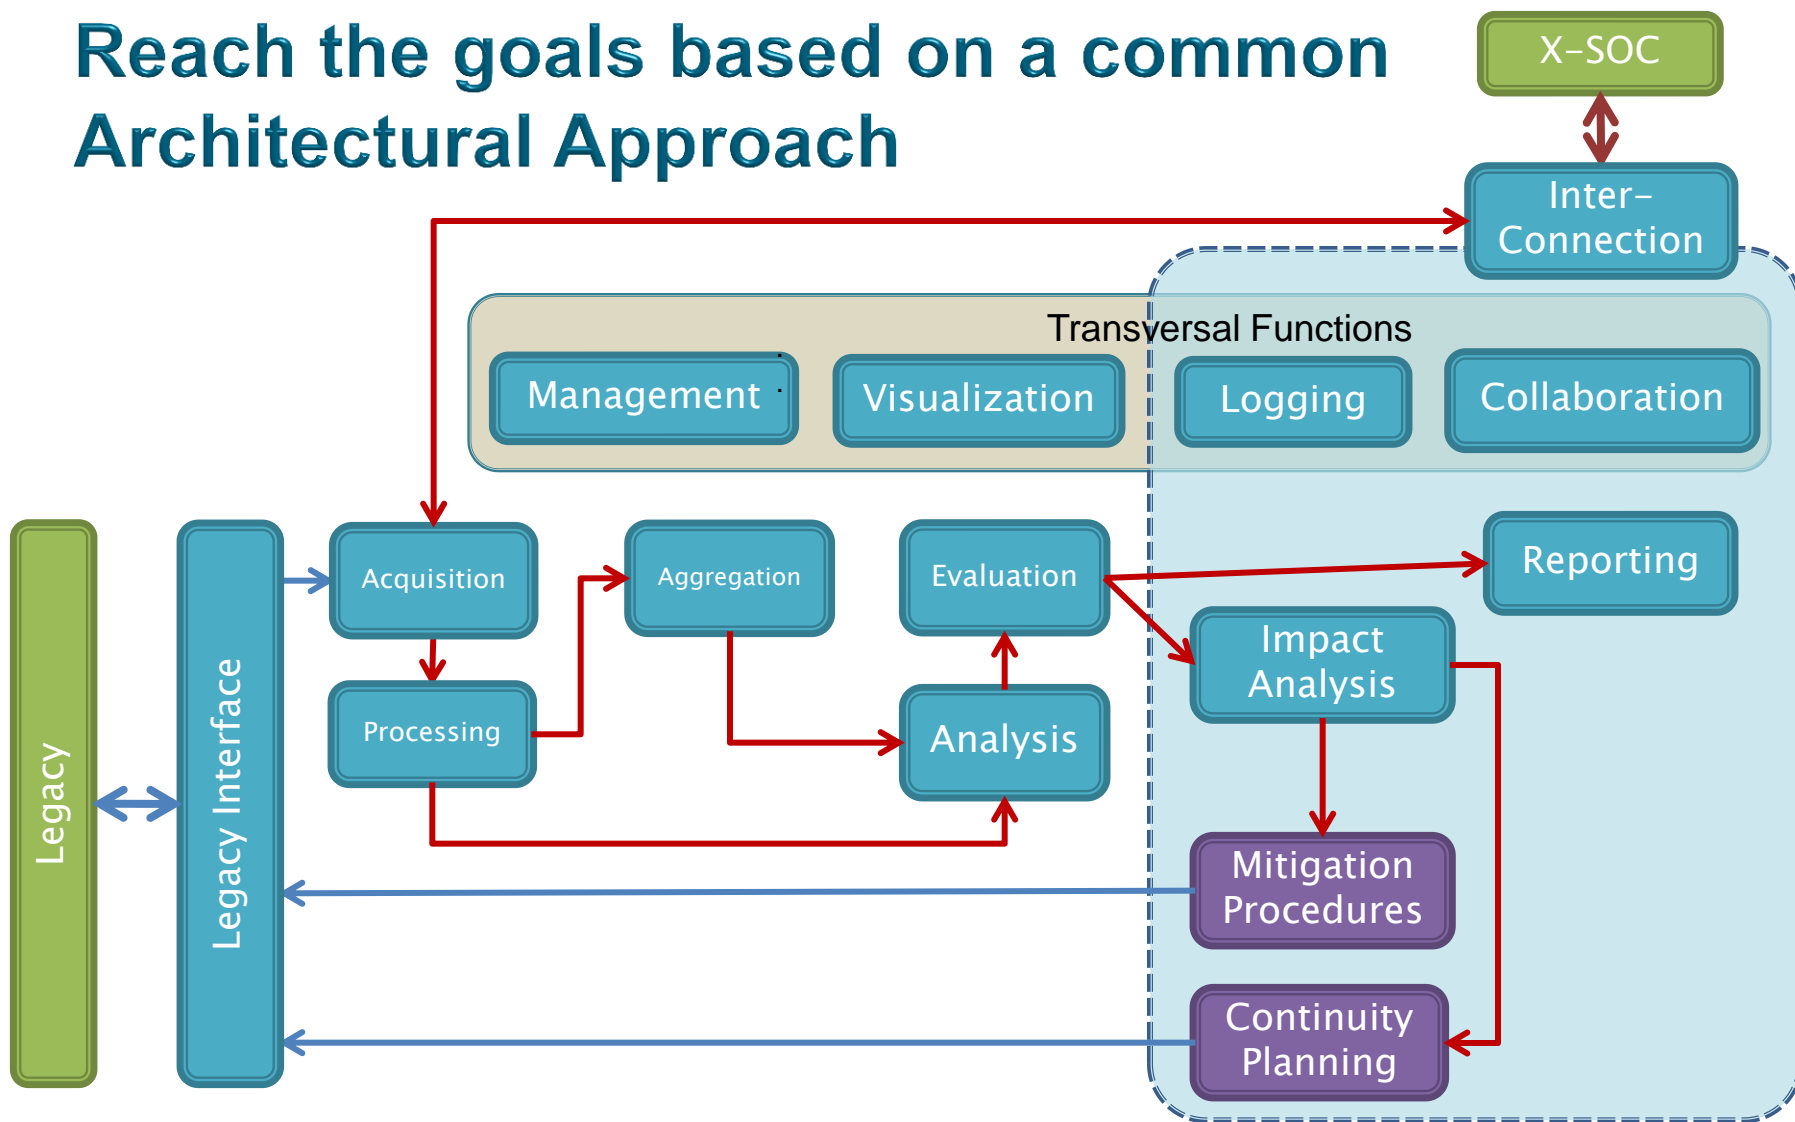 Reach the goals based on a common
Architectural Approach
X-SOC
Inter-
Connection
Transversal Functions
.
Management
.
Visualization
Logging
Collaboration
Legacy
Legacy Interface
Acquisition
Aggregation
Evaluation
Reporting
Impact
Analysis
Processing
Analysis
Mitigation
Procedures
Continuity
Planning